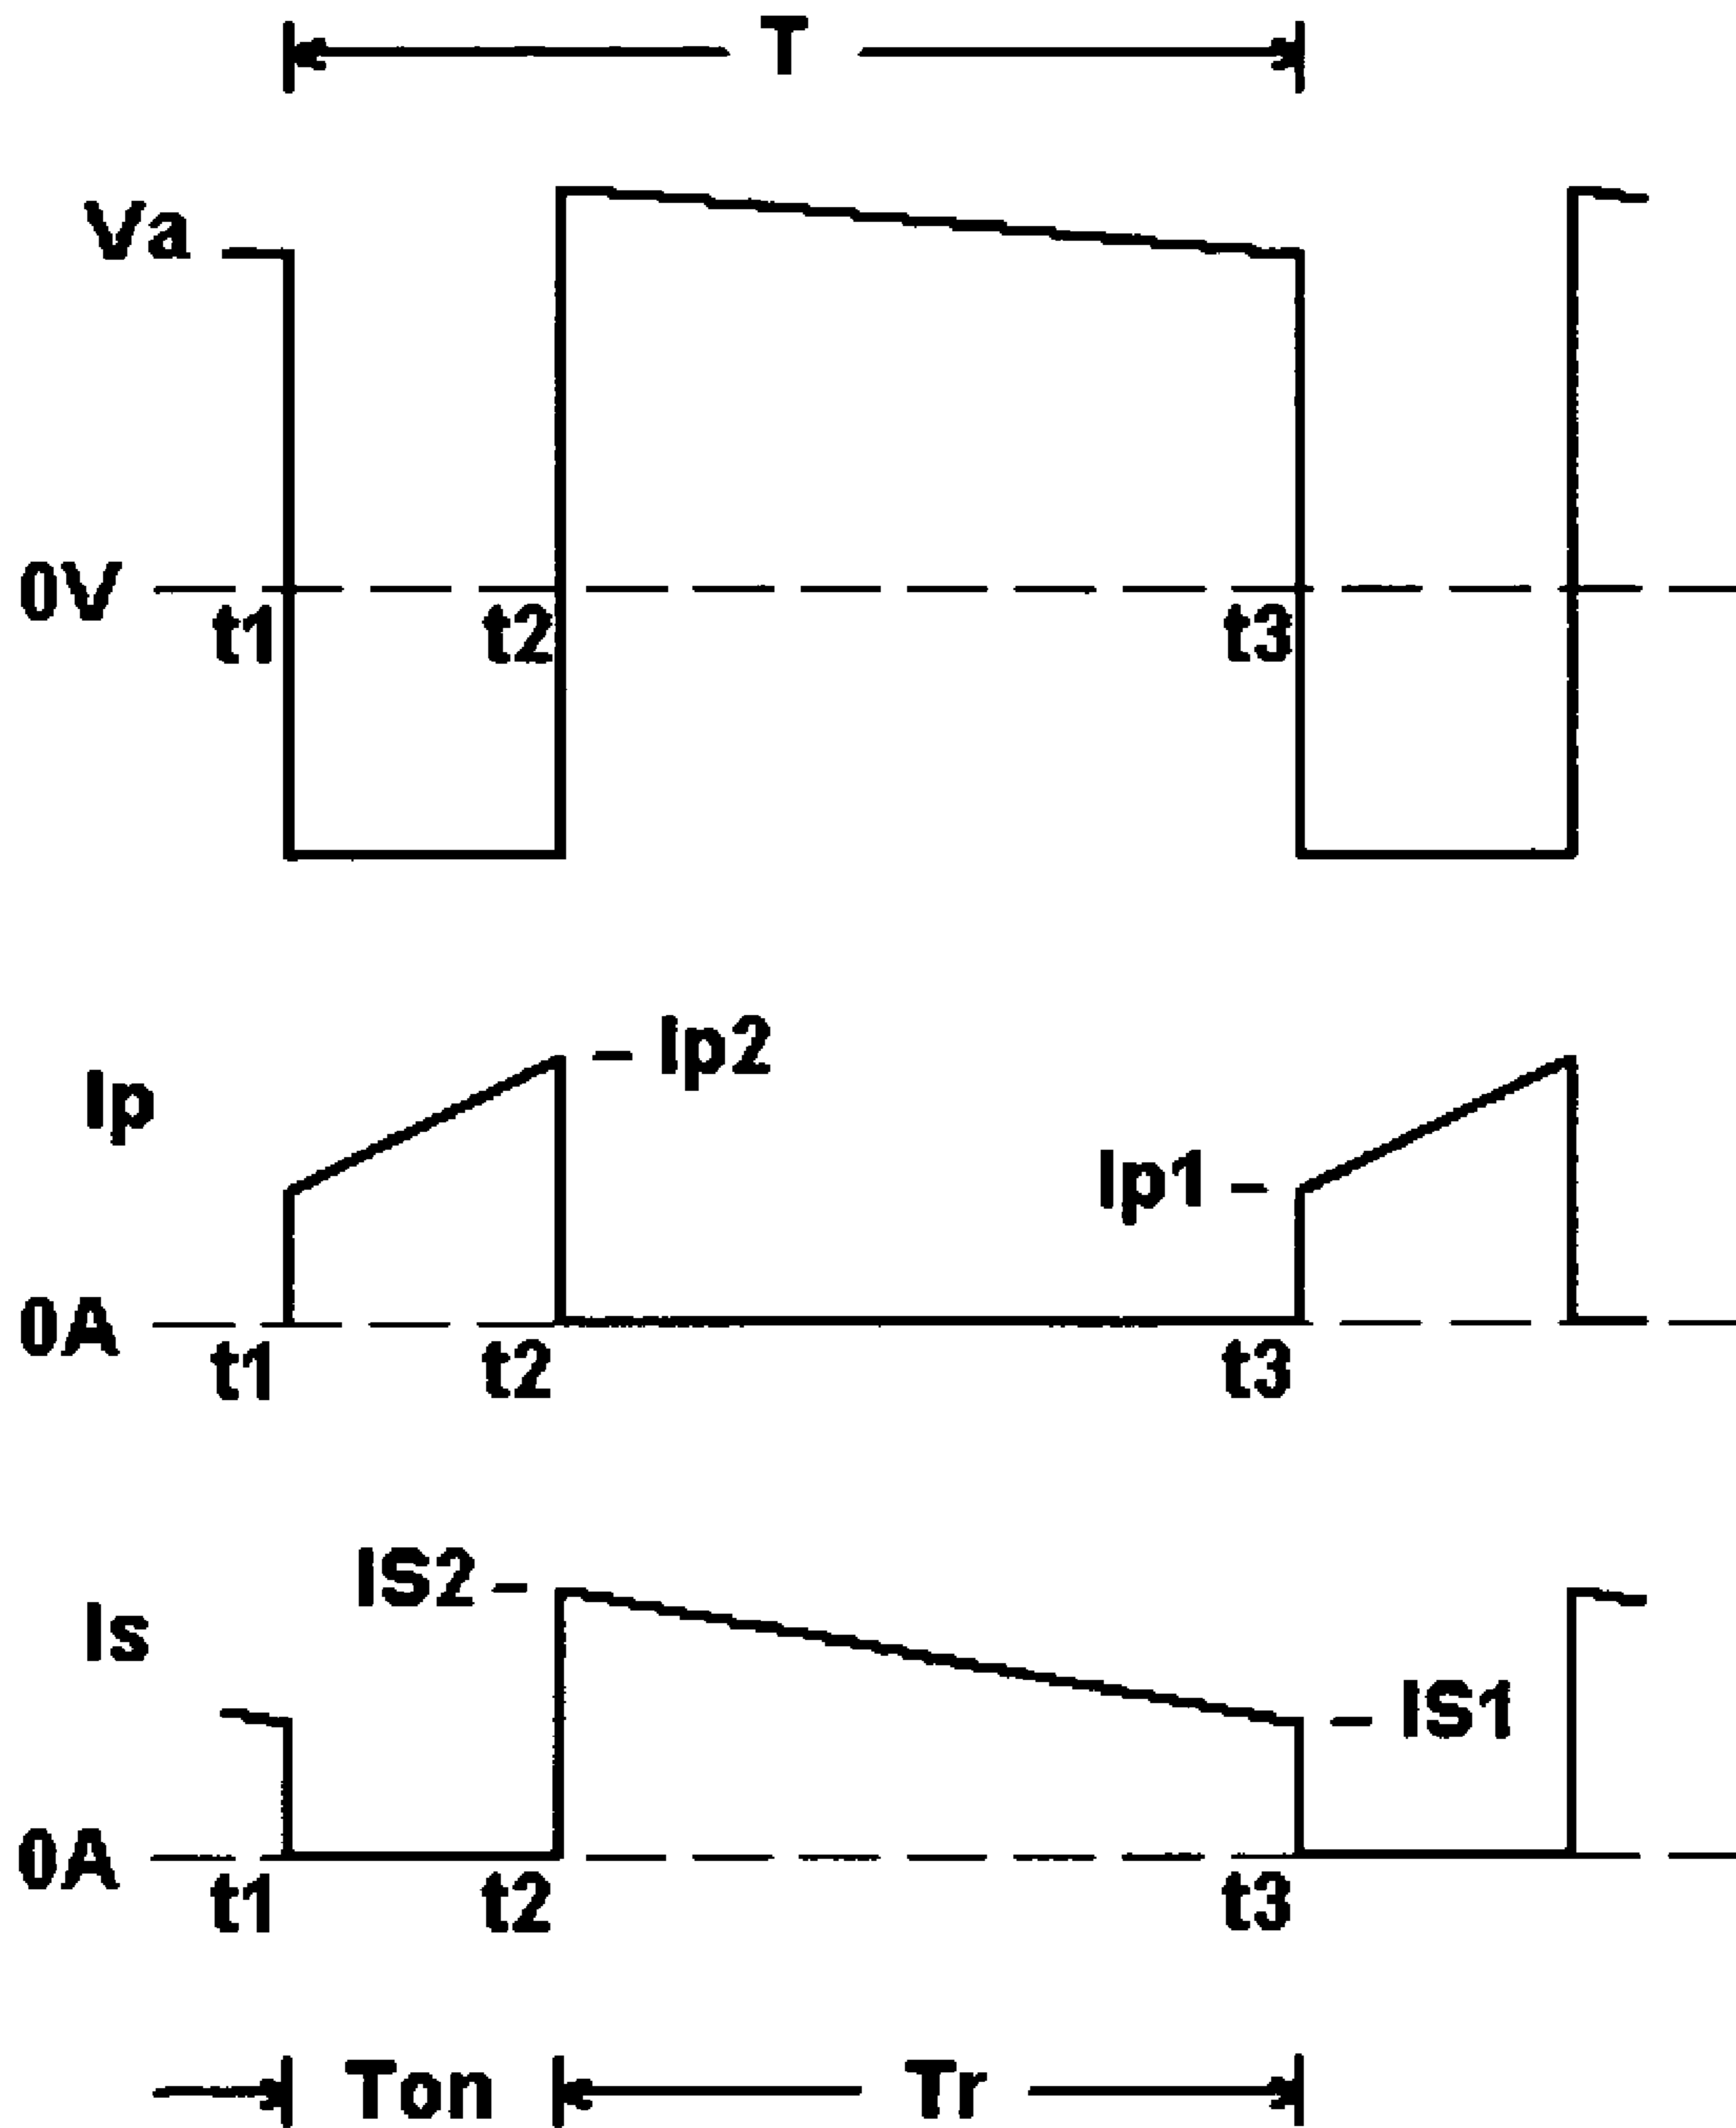 T
Va
0V
t1 t2 t3
Ip2
Ip
Ip1
0A
t1 t2 t3
IS2
Is
IS1
0A
t1 t2 t3
Ton Tr